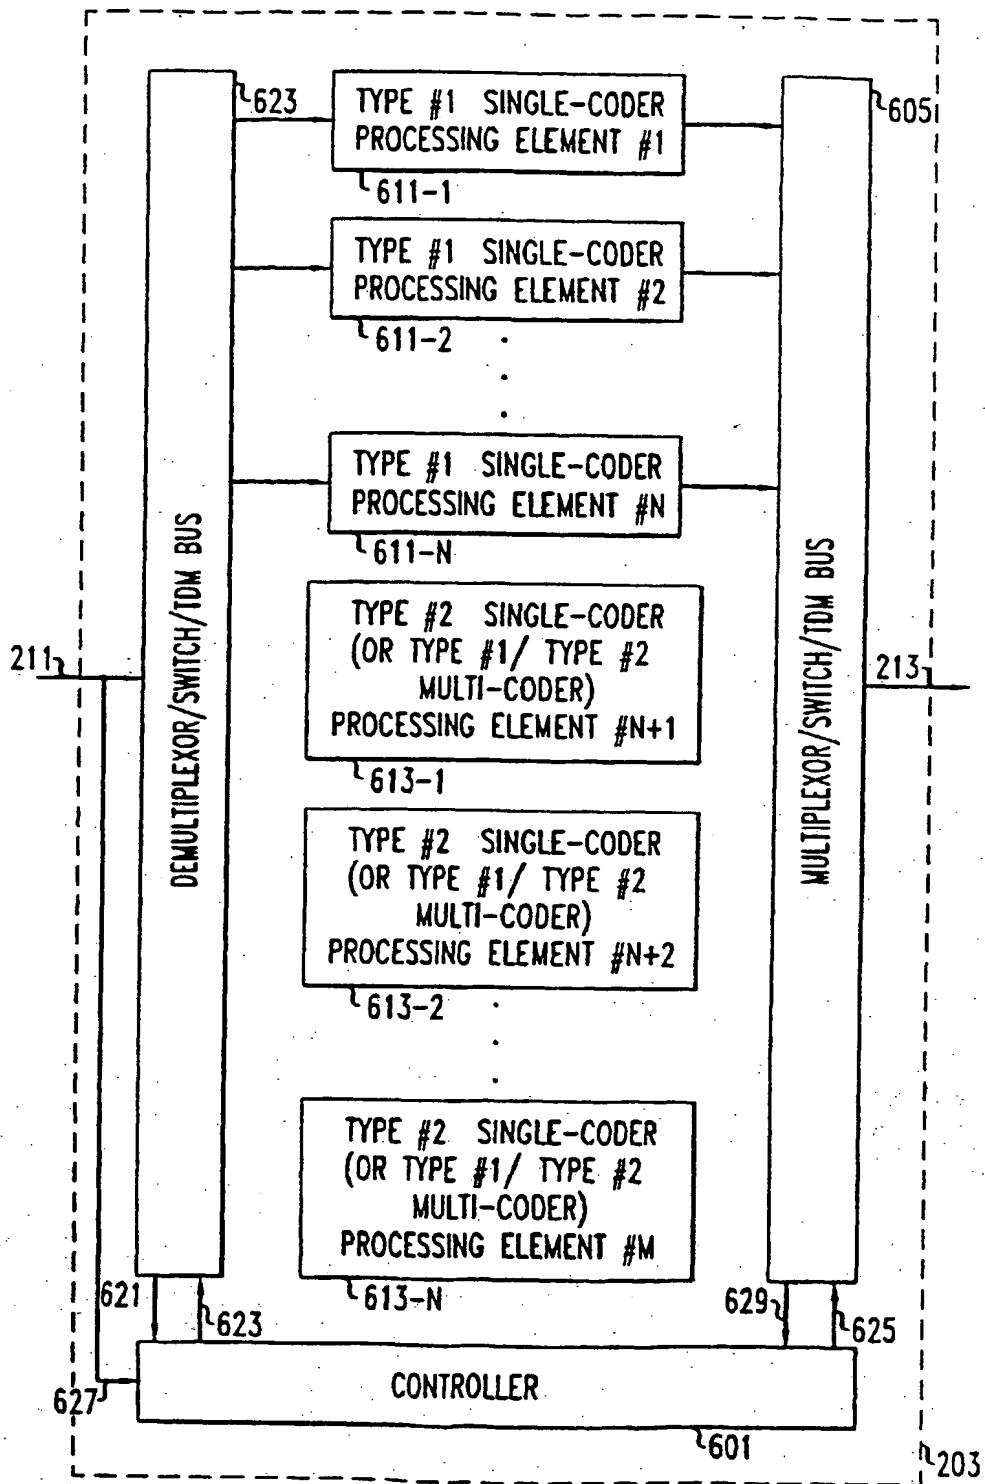 623
TYPE #1 SINGLE-CODER
PROCESSING ELEMENT #1
611-1
605
TYPE #1 SINGLE-CODER
PROCESSING ELEMENT #2
611-2
TYPE #1 SINGLE-CODER
PROCESSING ELEMENT #N
611-N
DEMULTIPLEXOR/SWITCH/TDM BUS
MULTIPLEXOR/SWITCH/TDM BUS
211
213
TYPE #2 SINGLE-CODER
(OR TYPE #1/ TYPE #2
MULTI-CODER)
PROCESSING ELEMENT #N+1
613-1
TYPE #2 SINGLE-CODER
(OR TYPE #1/ TYPE #2
MULTI-CODER)
PROCESSING ELEMENT #N+2
613-2
TYPE #2 SINGLE-CODER
(OR TYPE #1/ TYPE #2
MULTI-CODER)
PROCESSING ELEMENT #M
613-N
621
623
629
625
627
CONTROLLER
601
203